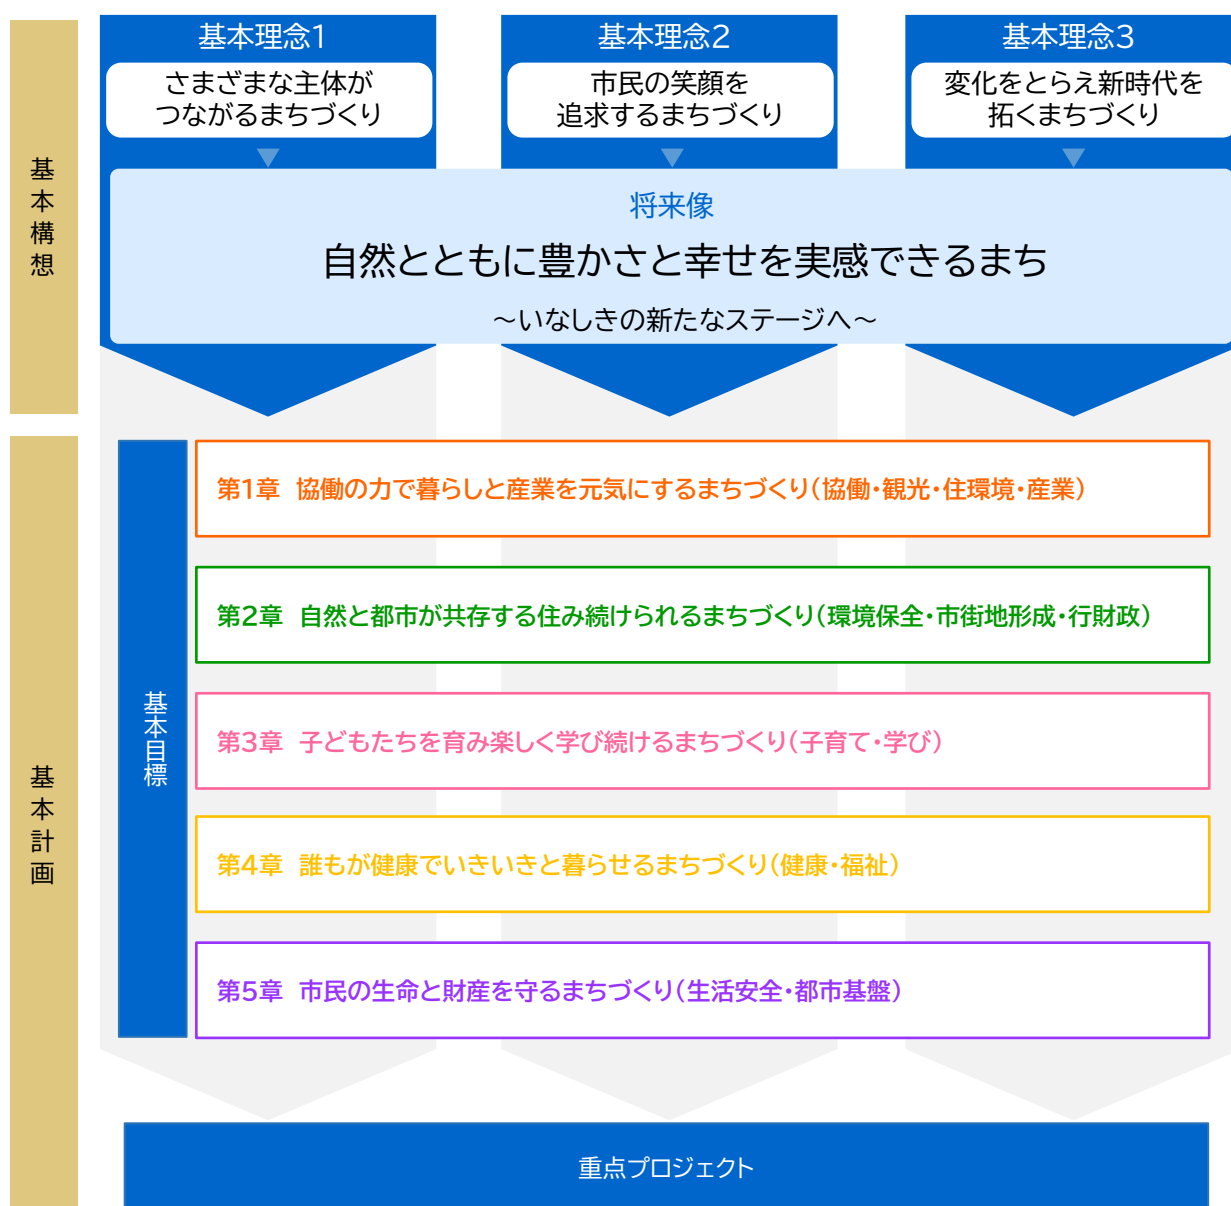 基本構想
基本理念1
さまざまな主体が
つながるまちづくり
基本理念2
市民の笑顔を
追求するまちづくり
基本理念3
変化をとらえ新時代を
拓くまちづくり
将来像
自然とともに豊かさと幸せを実感できるまち
～いなしきの新たなステージへ～
基本計画
基本目標
第1章 協働の力で暮らしと産業を元気にするまちづくり（協働・観光・住環境・産業）
第2章 自然と都市が共存する住み続けられるまちづくり（環境保全・市街地形成・行財政）
第3章 子どもたちを育み楽しく学び続けるまちづくり（子育て・学び）
第4章 誰もが健康でいきいきと暮らせるまちづくり（健康・福祉）
第5章 市民の生命と財産を守るまちづくり（生活安全・都市基盤）
重点プロジェクト